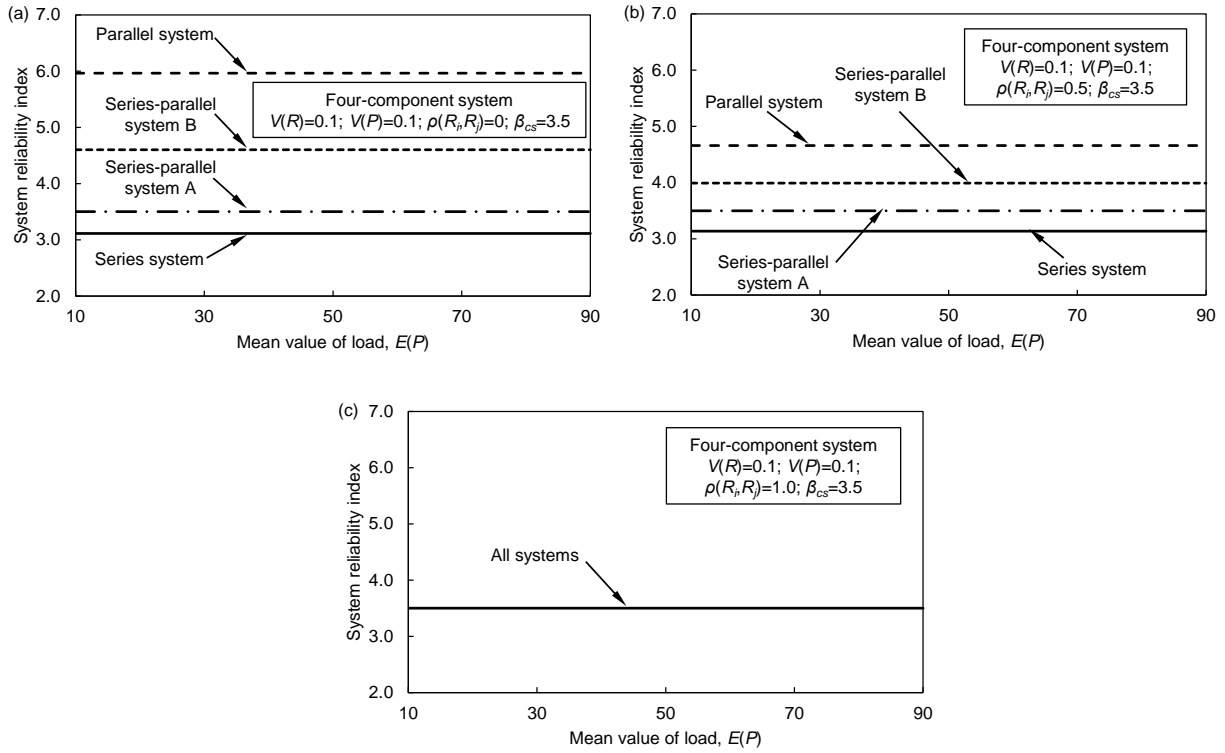 (a)
7.0
6.0
5.0
4.0
3.0
2.0
System reliability index
Parallel system
Four-component system
V(R)=0.1; V(P)=0.1; ρ(Ri,Rj)=0; βcs=3.5
Series-parallel
system B
Series-parallel
system A
Series system
10 30 50 70 90
Mean value of load, E(P)
(b)
7.0
6.0
5.0
4.0
3.0
2.0
System reliability index
Four-component system
V(R)=0.1; V(P)=0.1;
ρ(Ri,Rj)=0.5; βcs=3.5
Series-parallel
system B
Parallel system
Series-parallel
system A
Series system
10 30 50 70 90
Mean value of load, E(P)
(c)
7.0
6.0
5.0
4.0
3.0
2.0
System reliability index
Four-component system
V(R)=0.1; V(P)=0.1;
ρ(Ri,Rj)=1.0; βcs=3.5
All systems
10 30 50 70 90
Mean value of load, E(P)